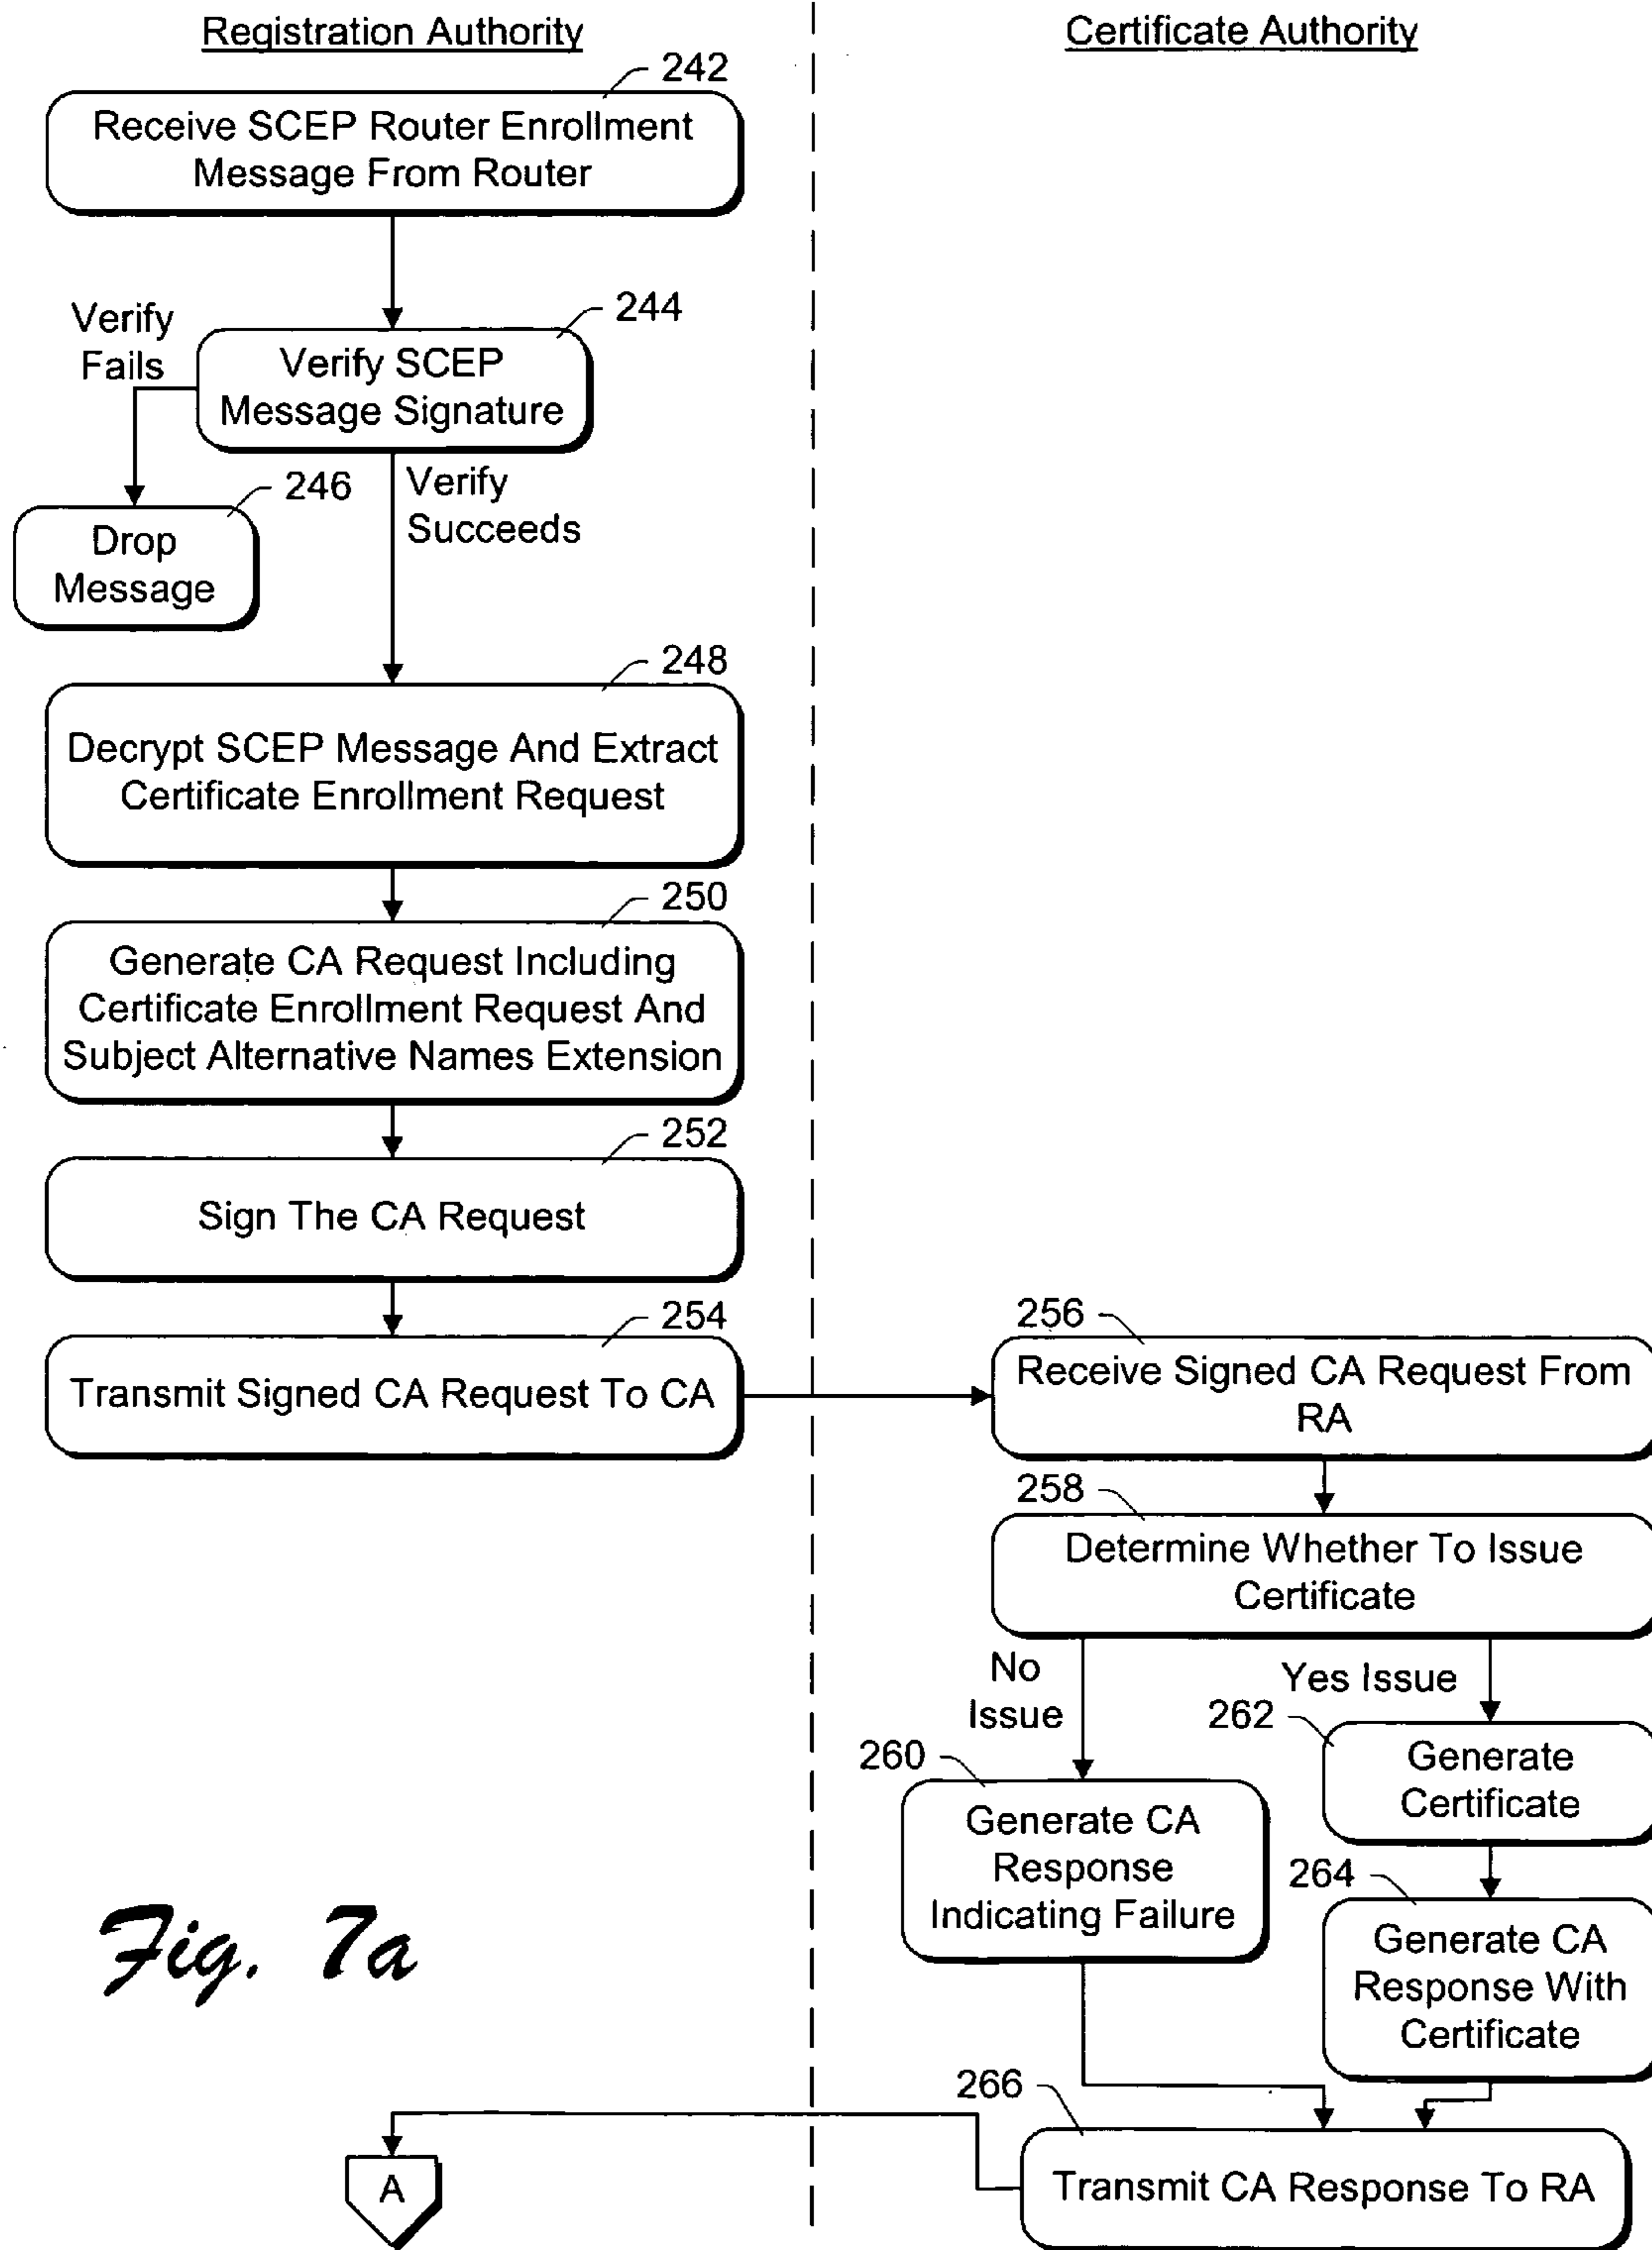 Registration Authority
Certificate Authority
242
Receive SCEP Router Enrollment
Message From Router
244
Verify
Fails
Verify SCEP
Message Signature
246
Verify
Succeeds
Drop
Message
248
Decrypt SCEP Message And Extract
Certificate Enrollment Request
250
Generate CA Request Including
Certificate Enrollment Request And
Subject Alternative Names Extension
252
Sign The CA Request
254
Transmit Signed CA Request To CA
256
Receive Signed CA Request From
RA
258
Determine Whether To Issue
Certificate
No
Issue
Yes Issue
260
Generate CA
Response
Indicating Failure
262
Generate
Certificate
264
Generate CA
Response With
Certificate
266
Transmit CA Response To RA
A
Fig. 7a